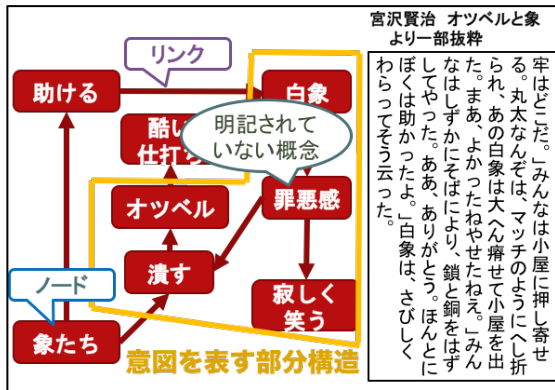 宮沢賢治 オツベルと象
より一部抜粋
リンク
助ける
白象
酷い
仕打ち
明記されて
いない概念
オツベル
罪悪感
ノード
潰す
寂しく
笑う
象たち
意図を表す部分構造
牢はどこだ。」みんなは小屋に押し寄せ
る。丸太なんぞは、マッチのようにへし折
られ、あの白象は大へん瘠せて小屋を出
た。まあ、よかったねやせたねえ。」みん
なはしずかにそばにより、鎖と銅をはず
してやった。ああ、ありがとう。ほんとに
ぼくは助かったよ。」白象は、さびしく
わらってそう云った。